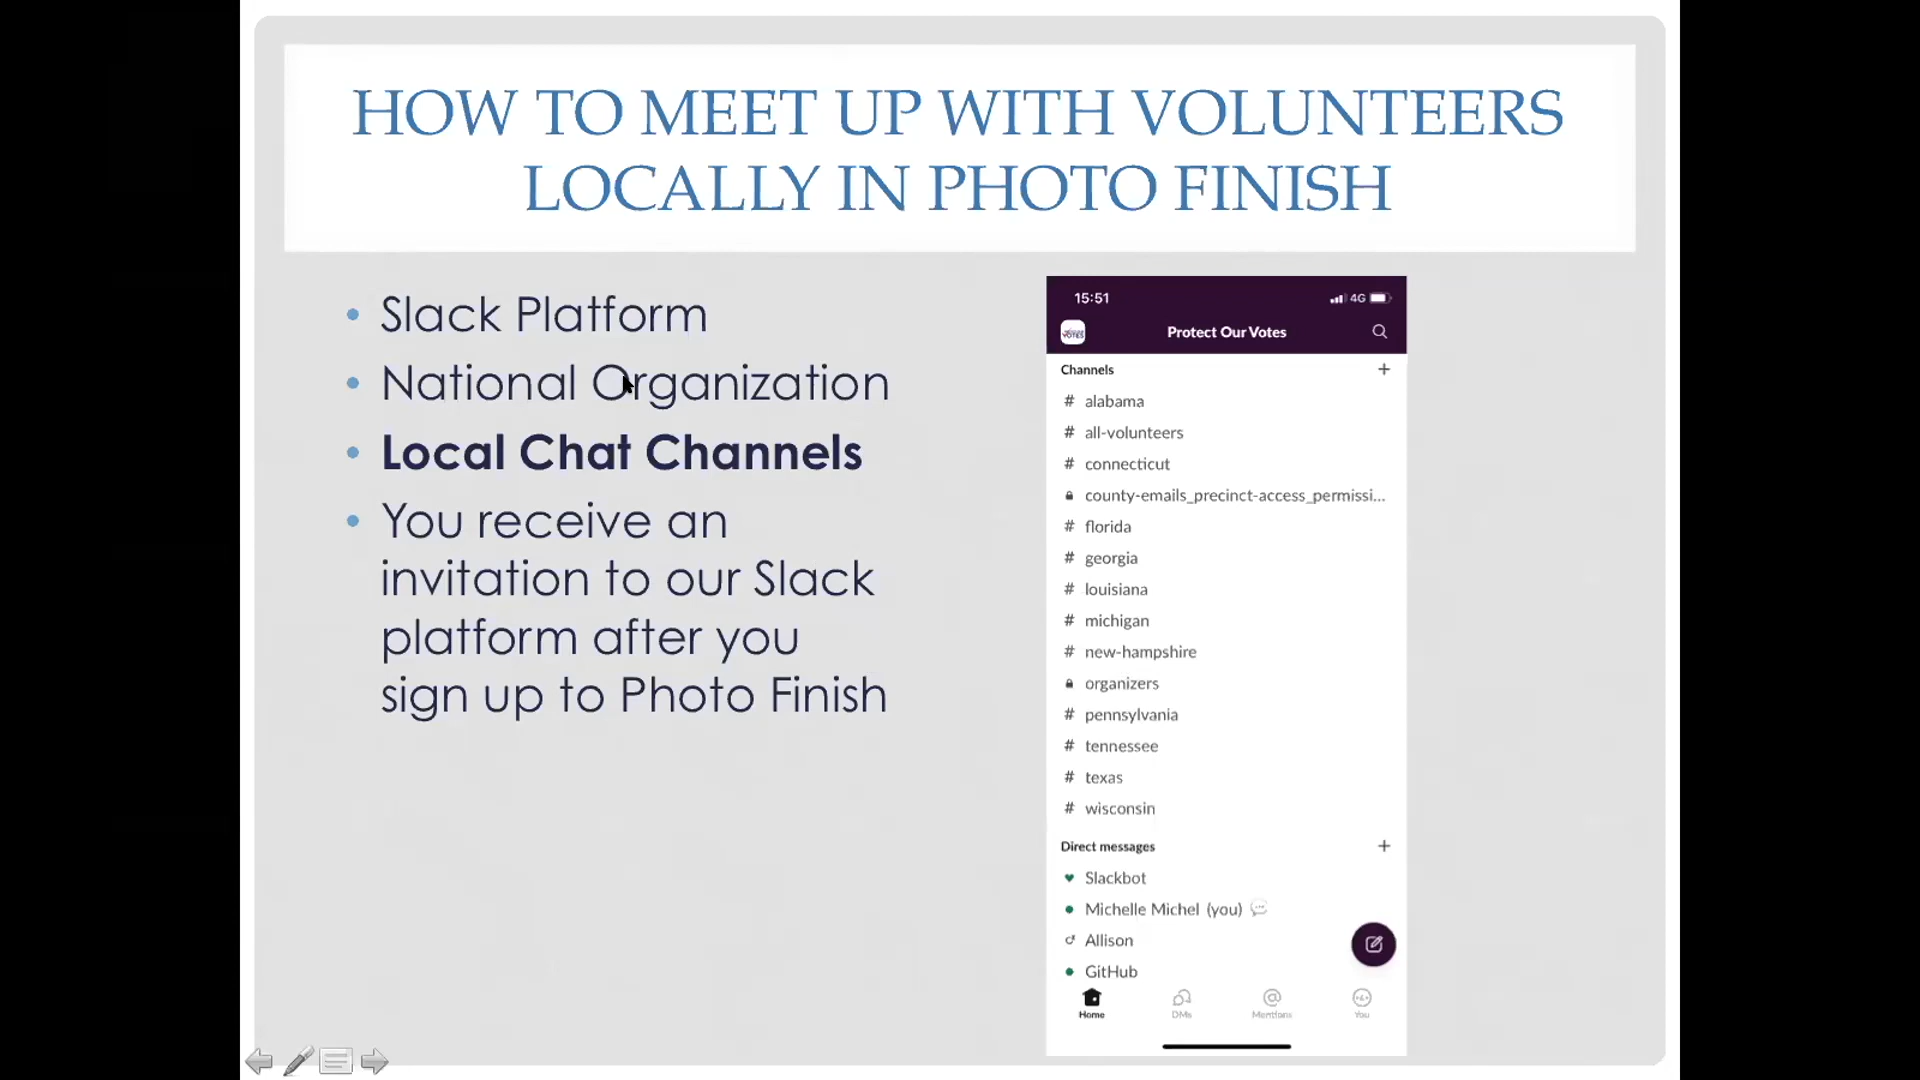 HOW TO MEET UP WITH VOLUNTEERS
LOCALLY IN PHOTO FINISH
• Slack Platform
• National Organization
• Local Chat Channels
• You receive an
invitation to our Slack
platform after you
sign up to Photo Finish
15:51
4G
Protect Our Votes
Channels
# alabama
# all-volunteers
# connecticut
county-emails_precinct-access_permissi...
# florida
# georgia
# louisiana
# michigan
# new-hampshire
organizers
# pennsylvania
# tennessee
# texas
# wisconsin
Direct messages
Slackbot
Michelle Michel (you)
Allison
GitHub
Home DMs Mentions You